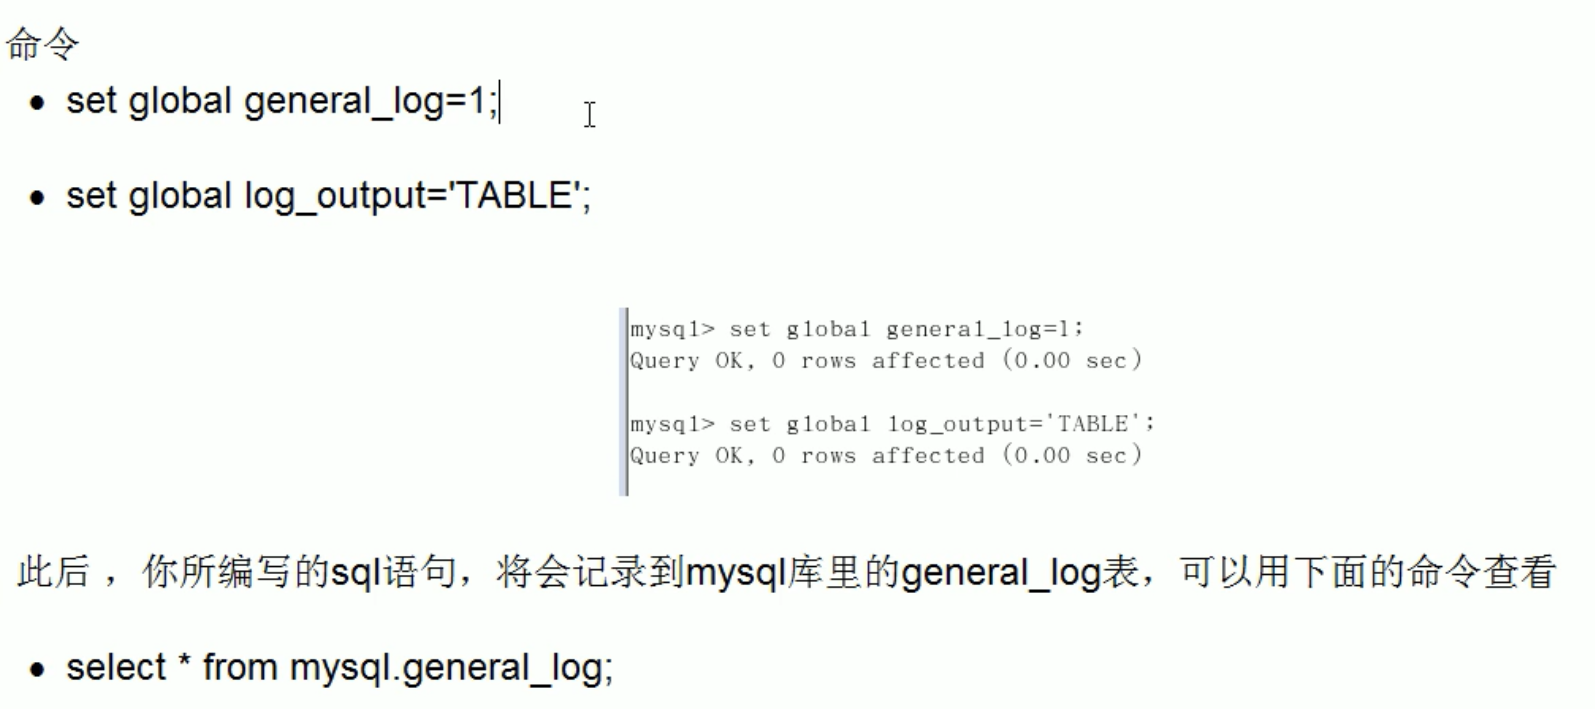 命令
• set global general_log=1;
• set global log_output='TABLE';
mysql> set global general_log=1;
Query OK, 0 rows affected (0.00 sec)
mysql> set global log_output='TABLE';
Query OK, 0 rows affected (0.00 sec)
此后 ，你所编写的sql语句，将会记录到mysql库里的general_log表，可以用下面的命令查看
• select * from mysql.general_log;